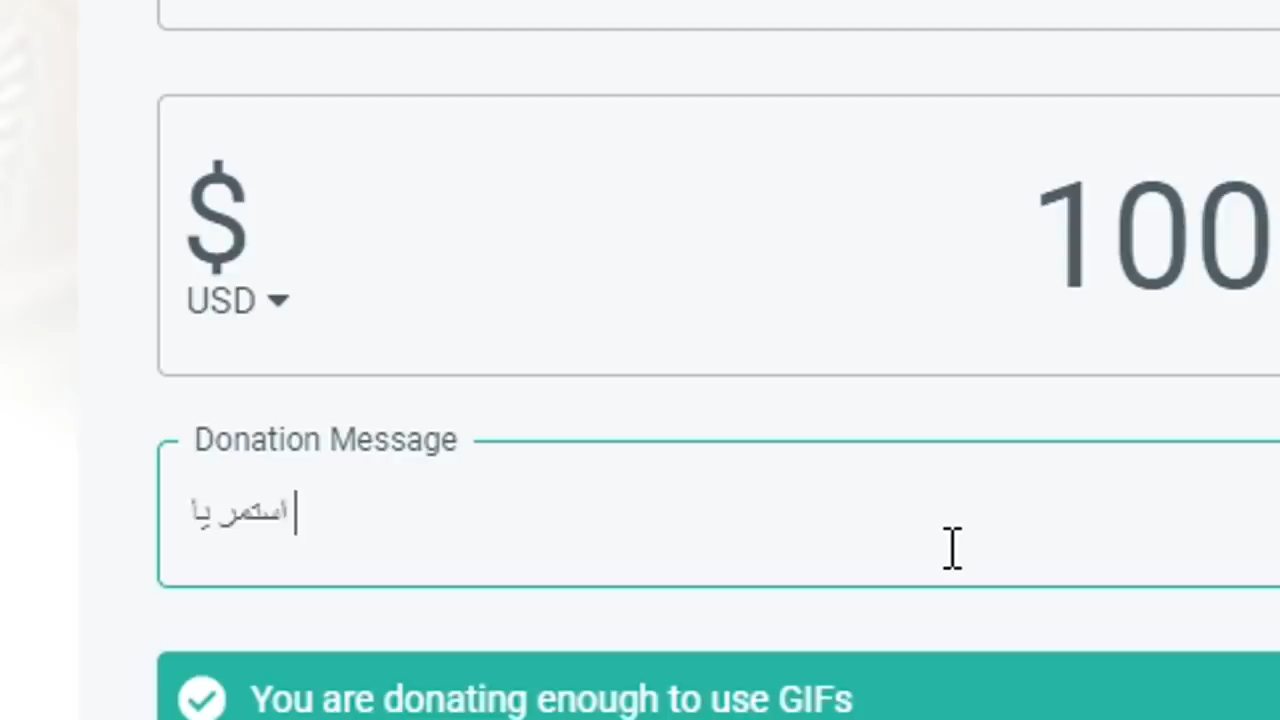 $
100
USD
Donation Message
استمر يا
You are donating enough to use GIFs